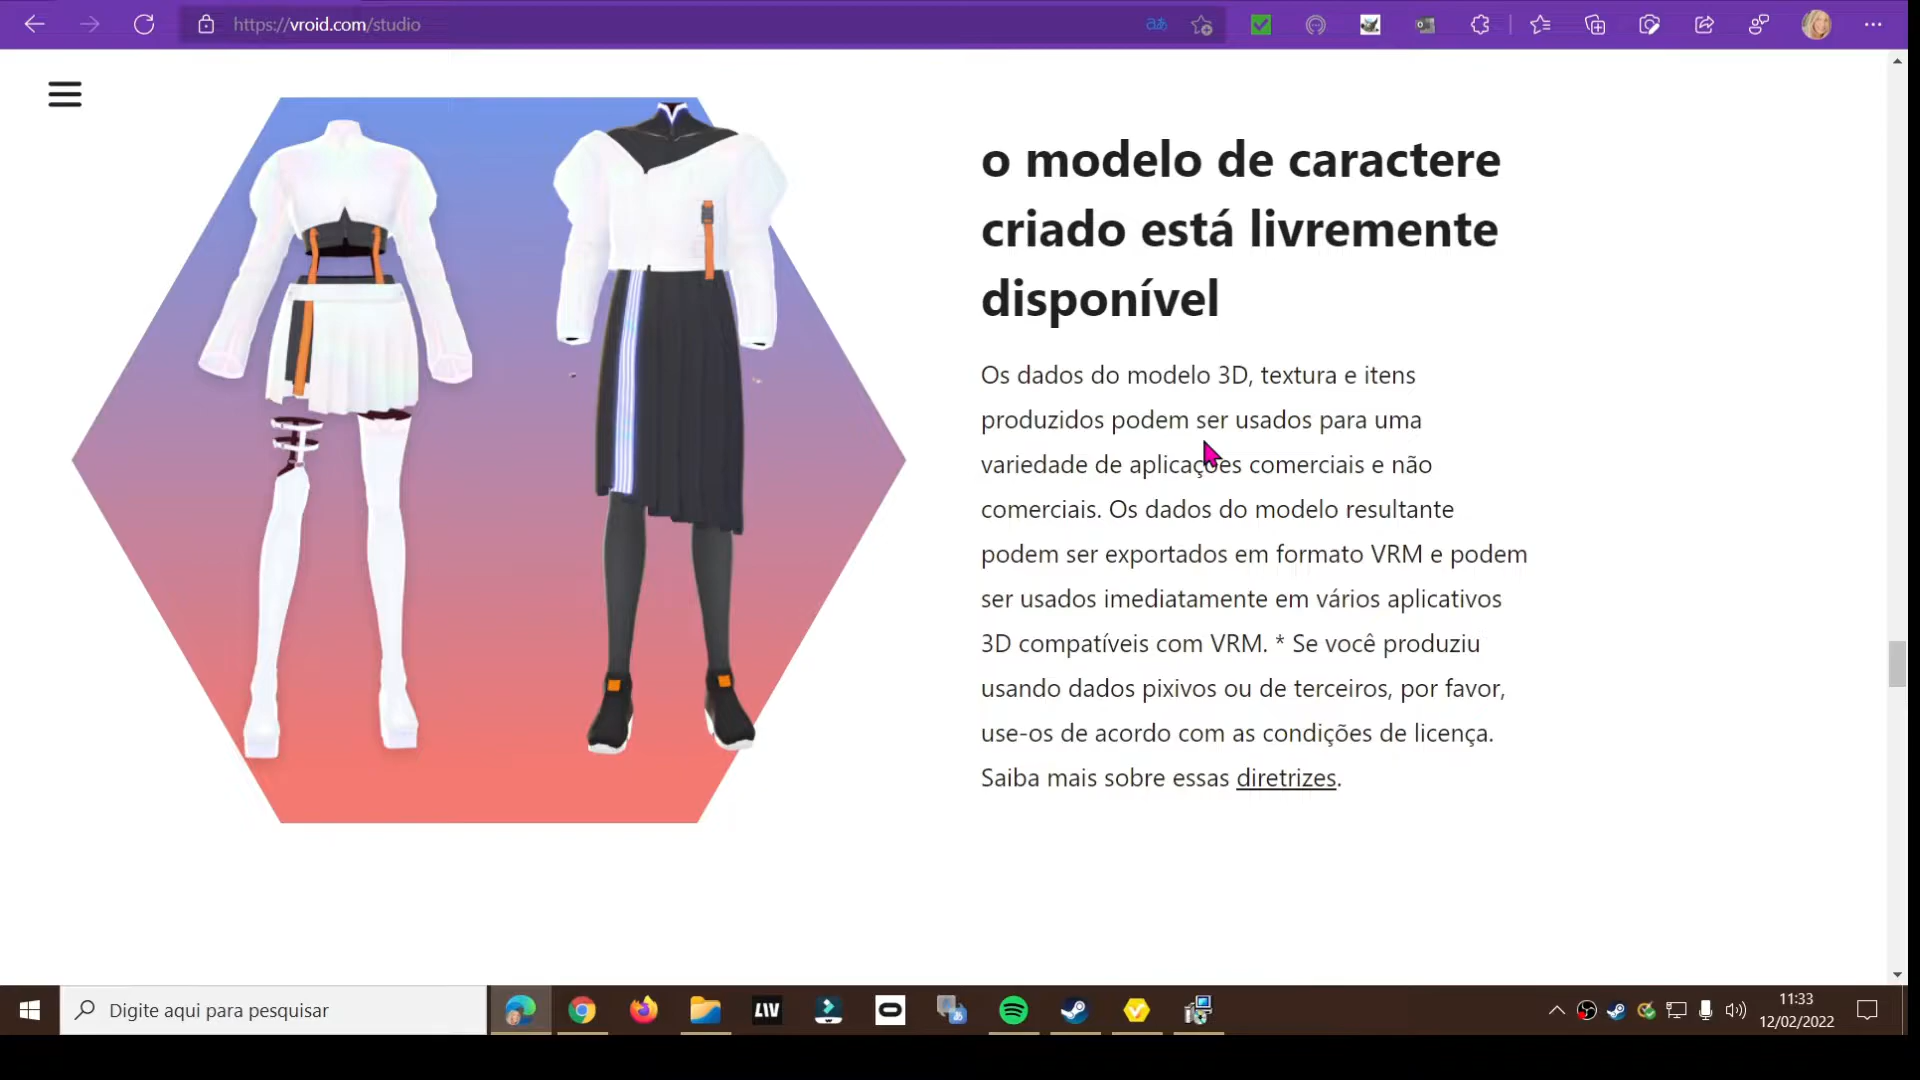 https://vroid.com/studio
o modelo de caractere
criado está livremente
disponível
Os dados do modelo 3D, textura e itens
produzidos podem ser usados para uma
variedade de aplicações comerciais e não
comerciais. Os dados do modelo resultante
podem ser exportados em formato VRM e podem
ser usados imediatamente em vários aplicativos
3D compatíveis com VRM. * Se você produziu
usando dados pixivos ou de terceiros, por favor,
use-os de acordo com as condições de licença.
Saiba mais sobre essas diretrizes.
Digite aqui para pesquisar
LIV
11:33
12/02/2022